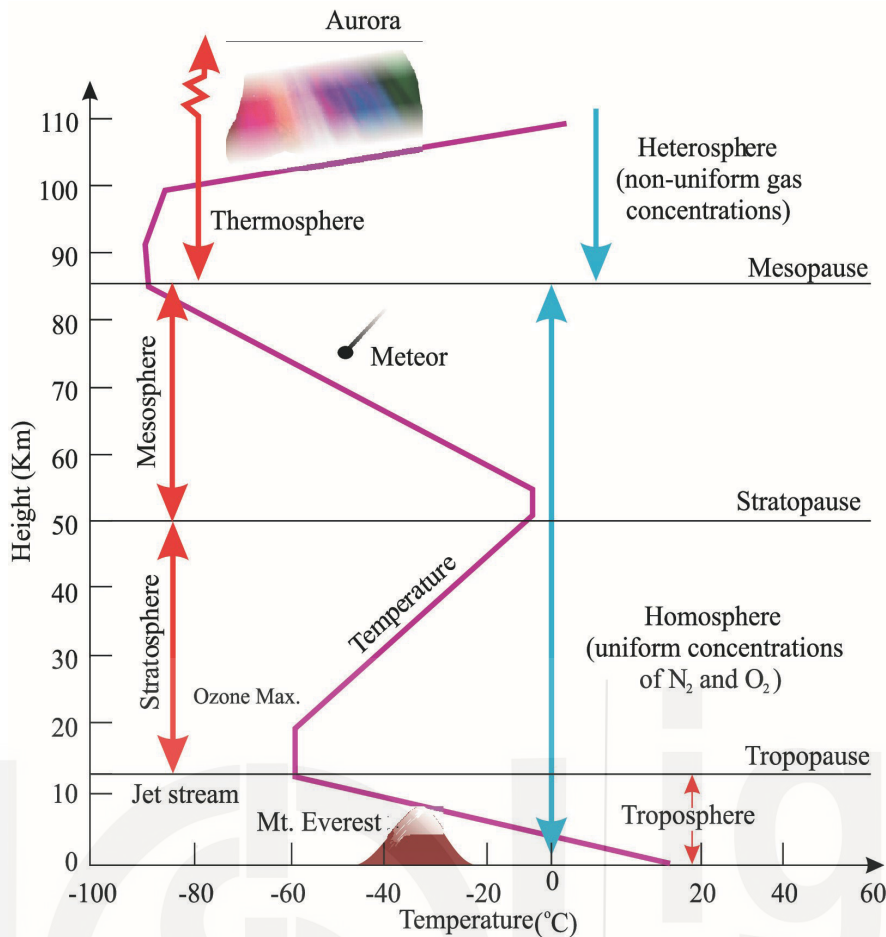 Aurora
110
100
90
80
70
60
50
40
30
20
10
0
Height (Km)
Thermosphere
Heterosphere
(non-uniform gas
concentrations)
Mesopause
Mesosphere
Meteor
Stratopause
Stratosphere
Temperature
Homosphere
(uniform concentrations
of N₂ and O₂)
Ozone Max.
Tropopause
Jet stream
Mt. Everest
Troposphere
-100 -80 -60 -40 -20 0 20 60
Temperature(°C)
ig